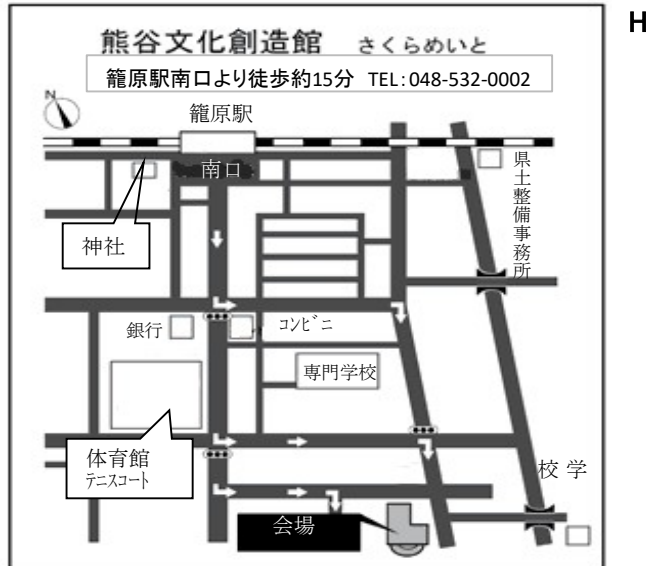 熊谷文化創造館 さくらめいと
籠原駅南口より徒歩約15分 TEL：048-532-0002
N
籠原駅
南口
県土整備事務所
神社
銀行
コンビニ
専門学校
体育館
テニスコート
校学
会場
H